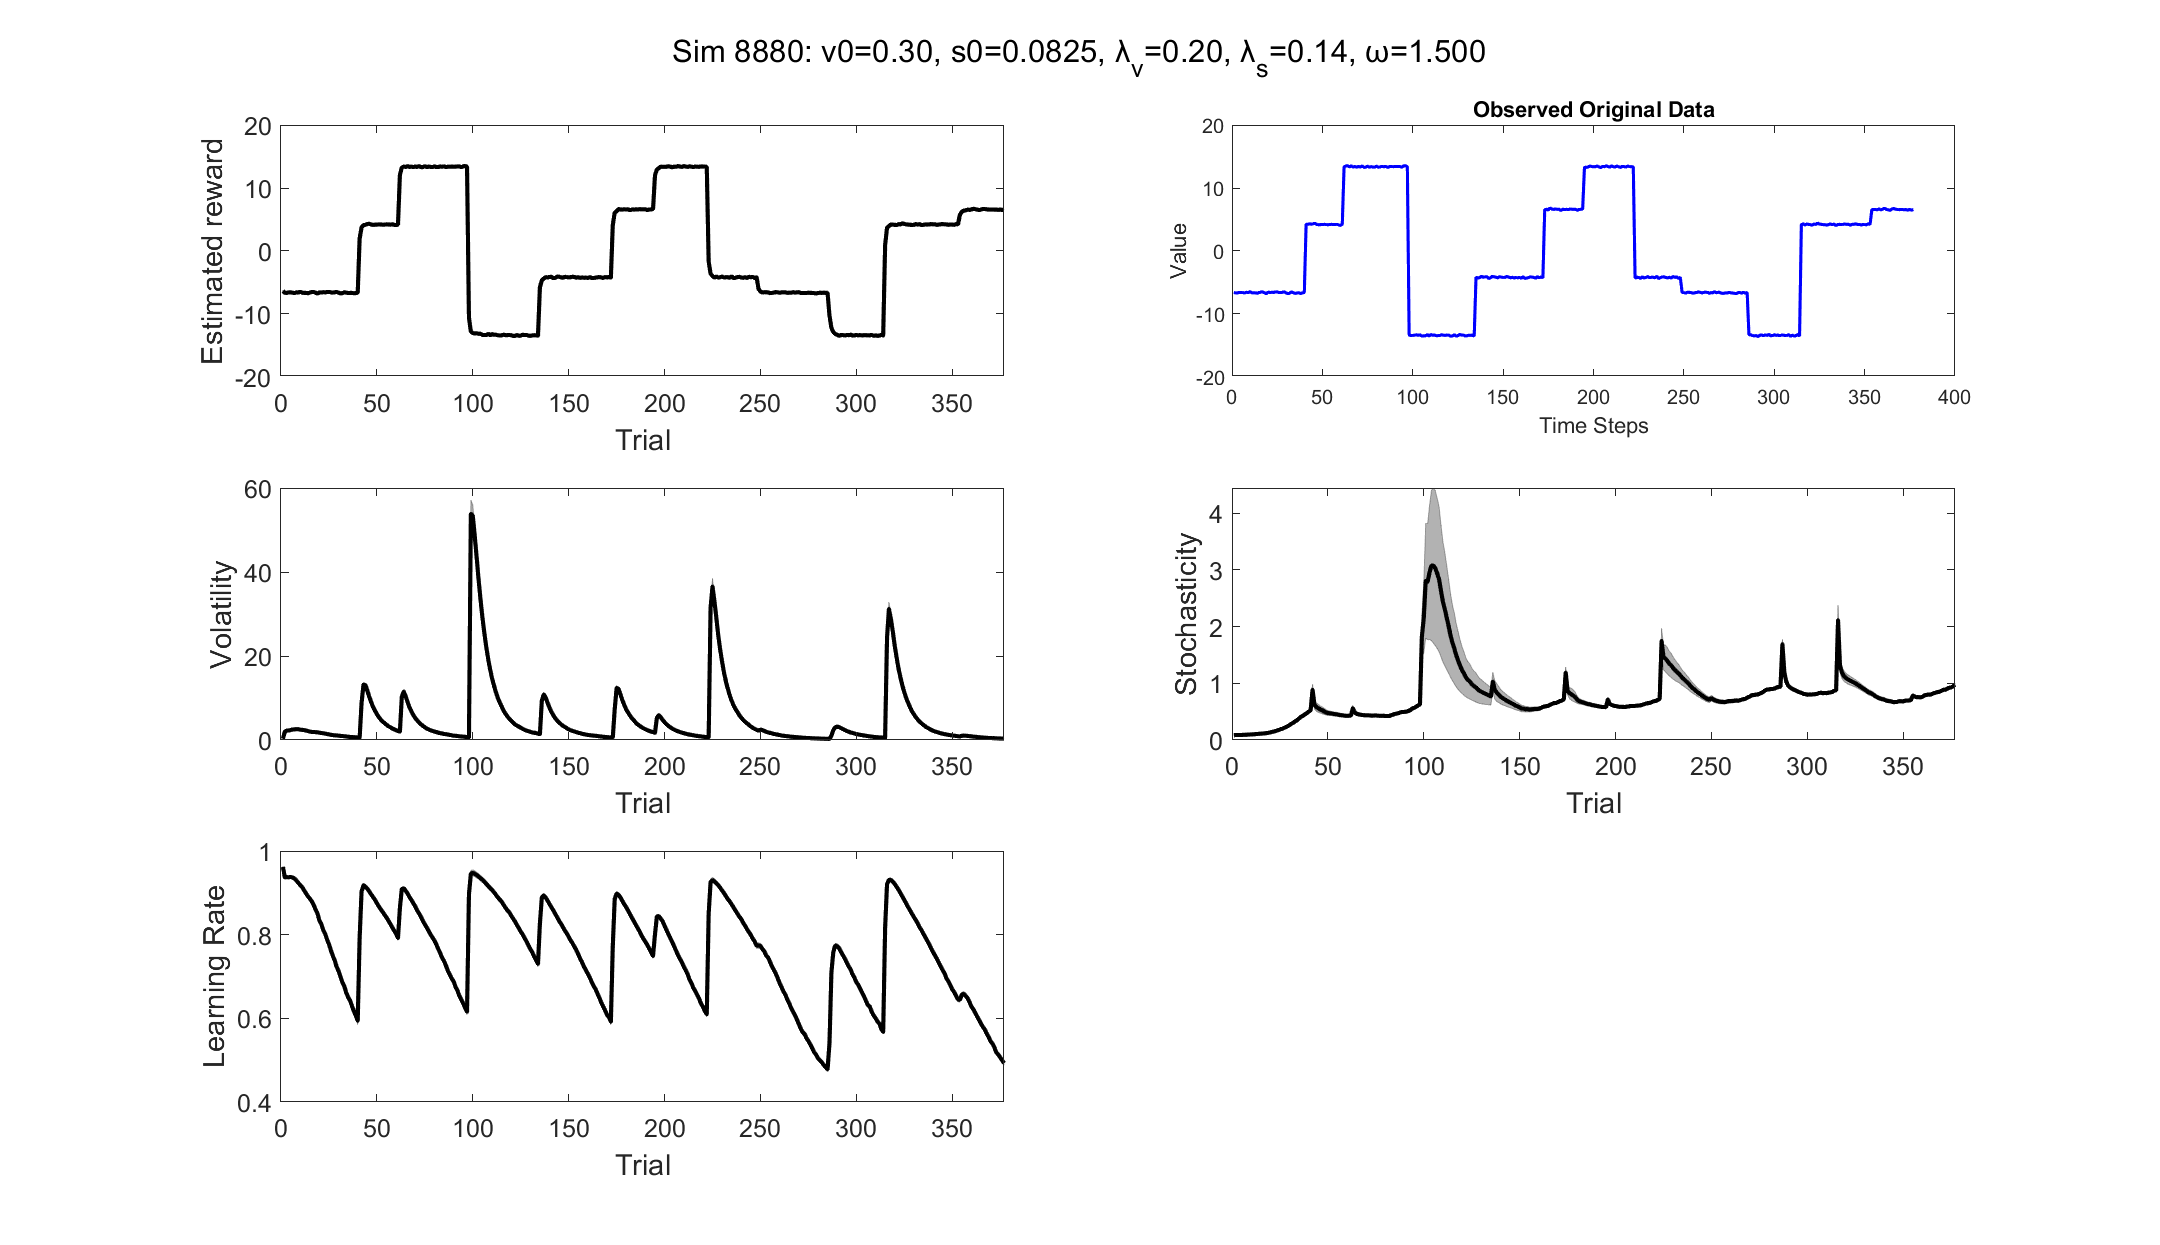 Sim 8880: v0=0.30, s0=0.0825, λv=0.20, λs=0.14, ω=1.500
Estimated reward
20
10
0
-10
-20
0 50 100 150 200 250 300 350
Trial
Observed Original Data
Value
20
10
0
-10
-20
0 50 100 150 200 250 300 350 400
Time Steps
Volatility
60
40
20
0
0 50 100 150 200 250 300 350
Trial
Stochasticity
4
3
2
1
0
0 50 100 150 200 250 300 350
Trial
Learning Rate
1
0.8
0.6
0.4
0 50 100 150 200 250 300 350
Trial